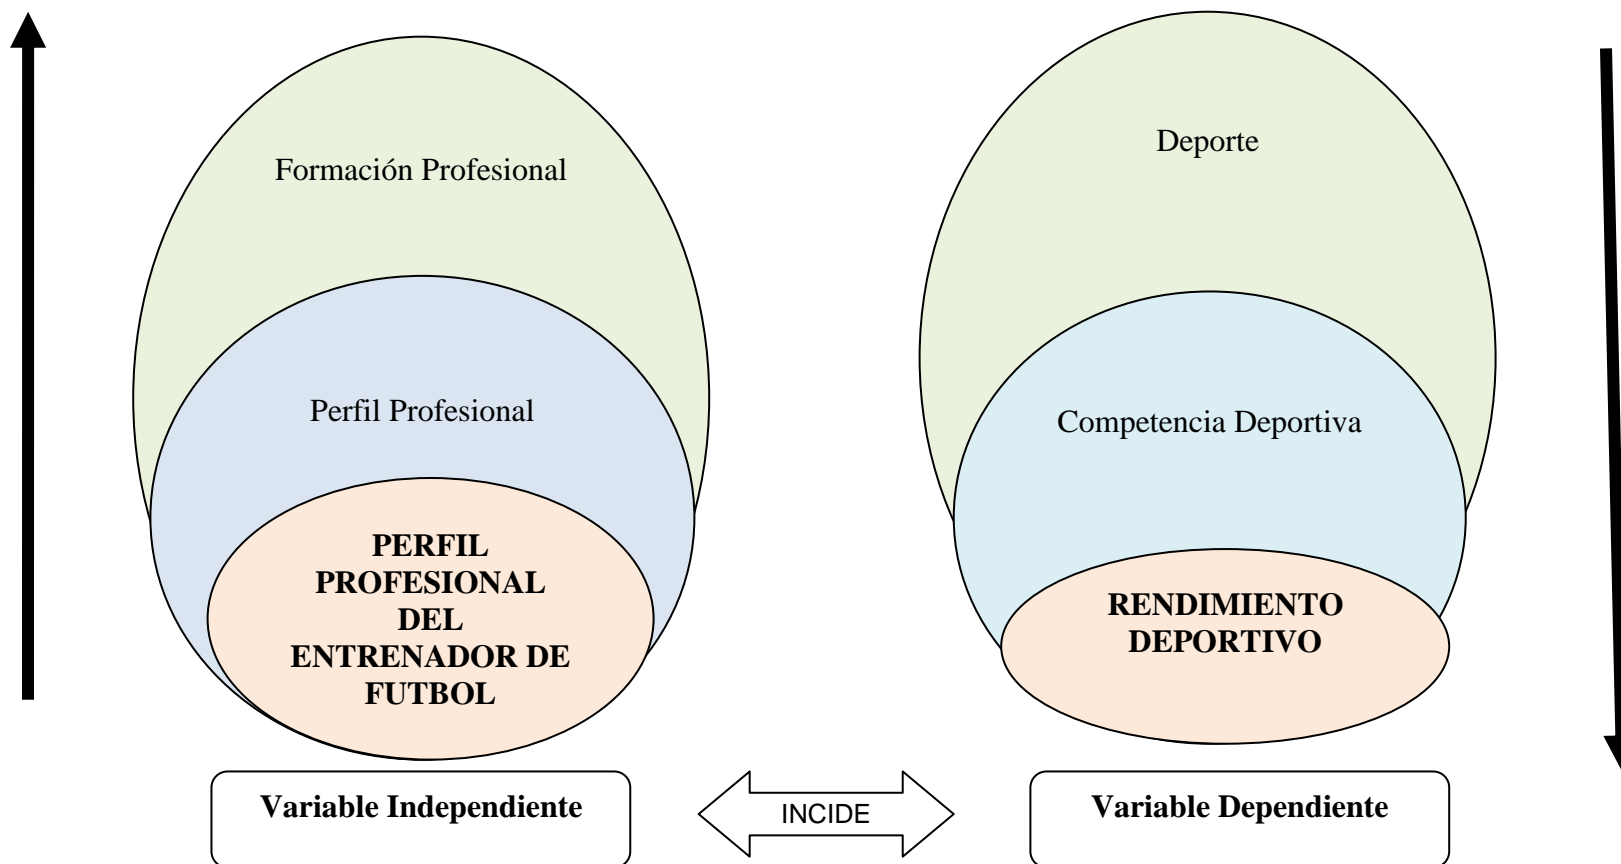 Formación Profesional
Perfil Profesional
PERFIL
PROFESIONAL
DEL
ENTRENADOR DE
FUTBOL
Variable Independiente
INCIDE
Deporte
Competencia Deportiva
RENDIMIENTO
DEPORTIVO
Variable Dependiente